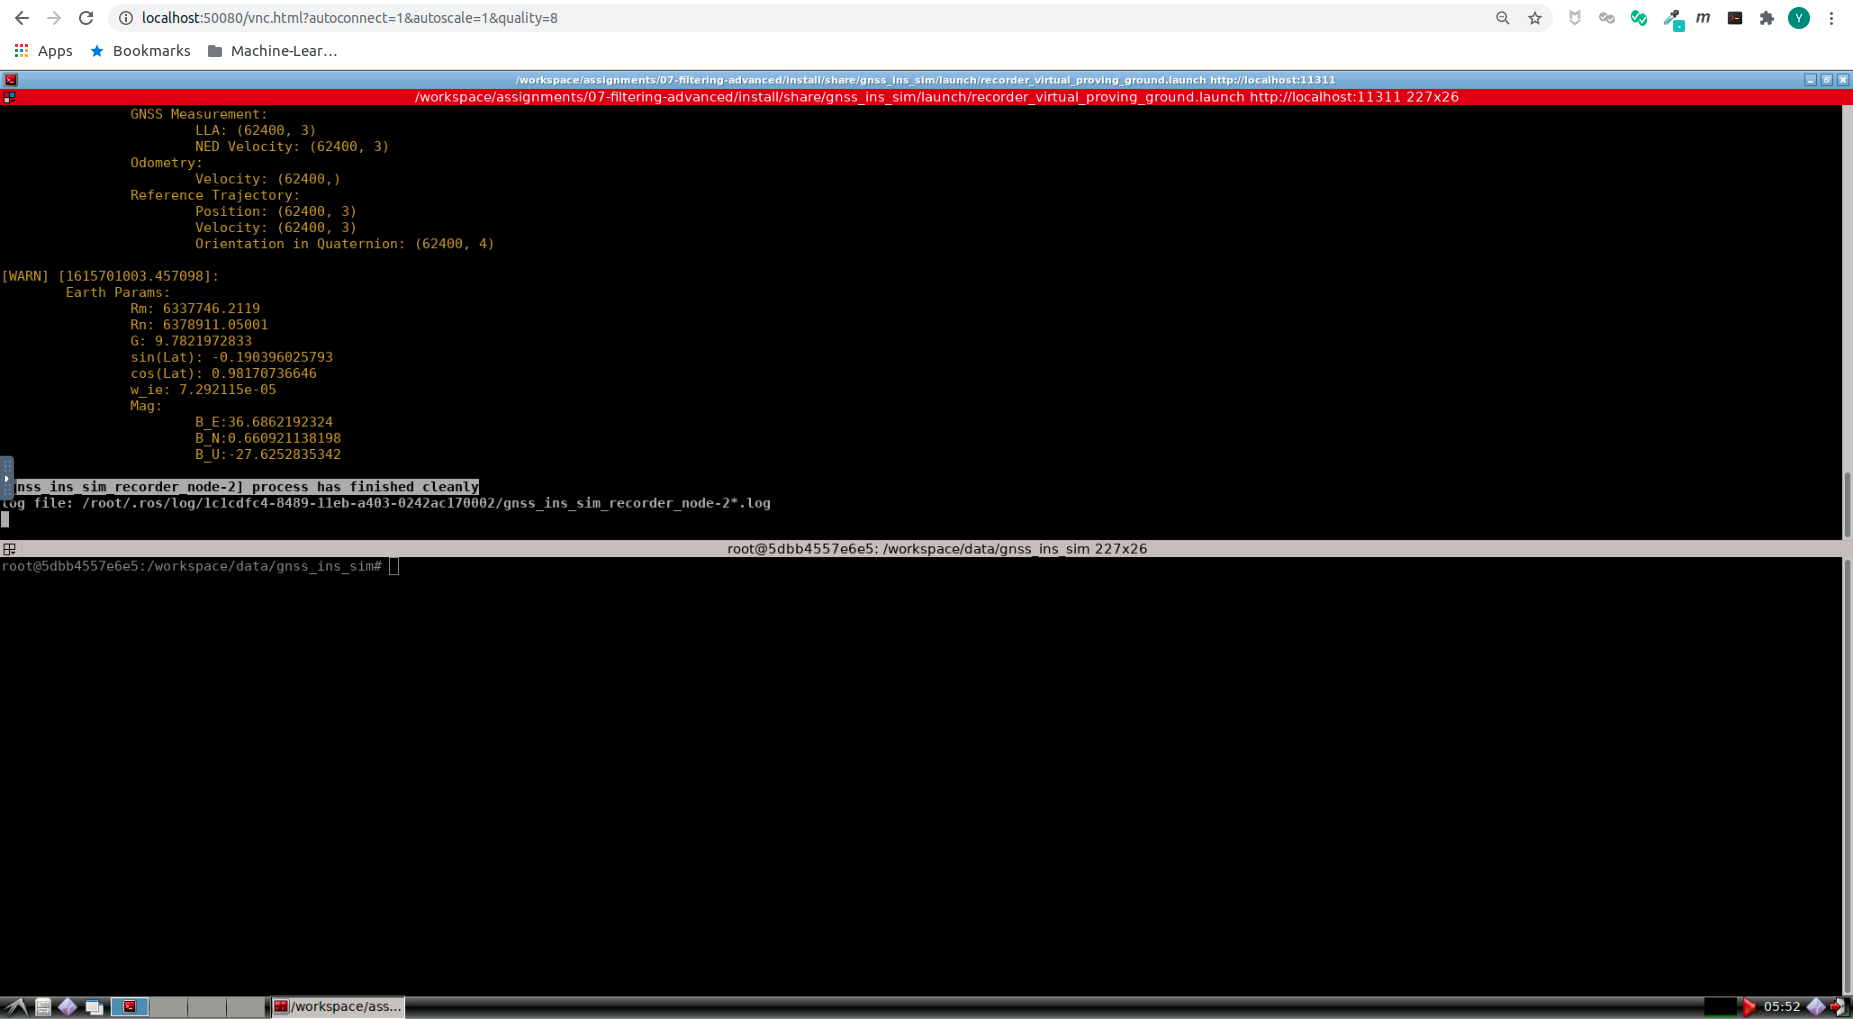 localhost:50080/vnc.html?autoconnect=1&autoscale=1&quality=8
m
Y
Apps
Bookmarks
Machine-Lear…
/workspace/assignments/07-filtering-advanced/install/share/gnss_ins_sim/launch/recorder_virtual_proving_ground.launch http://localhost:11311
/workspace/assignments/07-filtering-advanced/install/share/gnss_ins_sim/launch/recorder_virtual_proving_ground.launch http://localhost:11311 227x26
GNSS Measurement:
LLA: (62400, 3)
NED Velocity: (62400, 3)
Odometry:
Velocity: (62400,)
Reference Trajectory:
Position: (62400, 3)
Velocity: (62400, 3)
Orientation in Quaternion: (62400, 4)
[WARN] [1615701003.457098]:
Earth Params:
Rm: 6337746.2119
Rn: 6378911.05001
G: 9.7821972833
sin(Lat): -0.190396025793
cos(Lat): 0.98170736646
w_ie: 7.292115e-05
Mag:
B_E:36.6862192324
B_N:0.660921138198
B_U:-27.6252835342
gnss_ins_sim_recorder_node-2] process has finished cleanly
log file: /root/.ros/log/1c1cdfc4-8489-11eb-a403-0242ac170002/gnss_ins_sim_recorder_node-2*.log
root@5dbb4557e6e5: /workspace/data/gnss_ins_sim 227x26
root@5dbb4557e6e5:/workspace/data/gnss_ins_sim#
/workspace/ass...
05:52